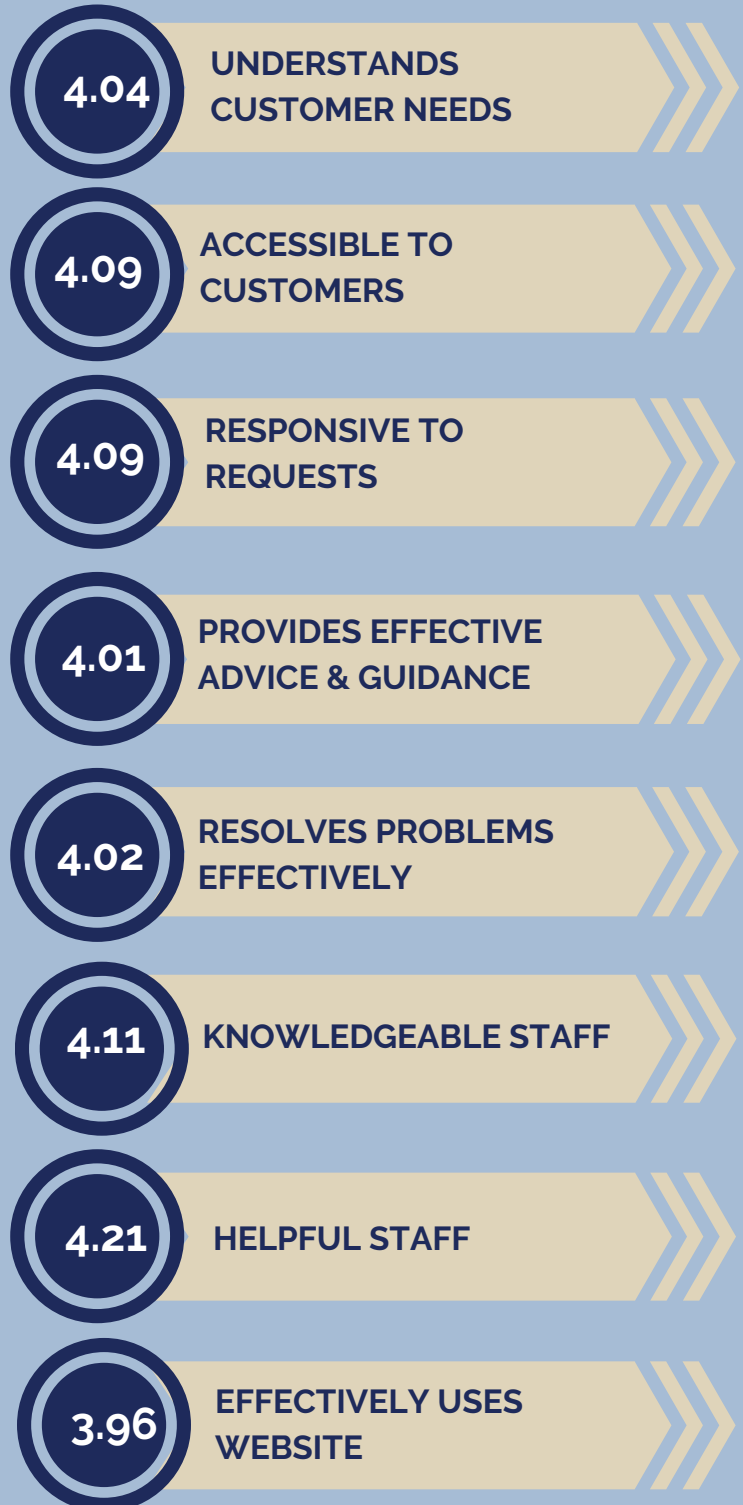 4.04
UNDERSTANDS
CUSTOMER NEEDS
4.09
ACCESSIBLE TO
CUSTOMERS
4.09
RESPONSIVE TO
REQUESTS
4.01
PROVIDES EFFECTIVE
ADVICE & GUIDANCE
4.02
RESOLVES PROBLEMS
EFFECTIVELY
4.11
KNOWLEDGEABLE STAFF
4.21
HELPFUL STAFF
3.96
EFFECTIVELY USES
WEBSITE